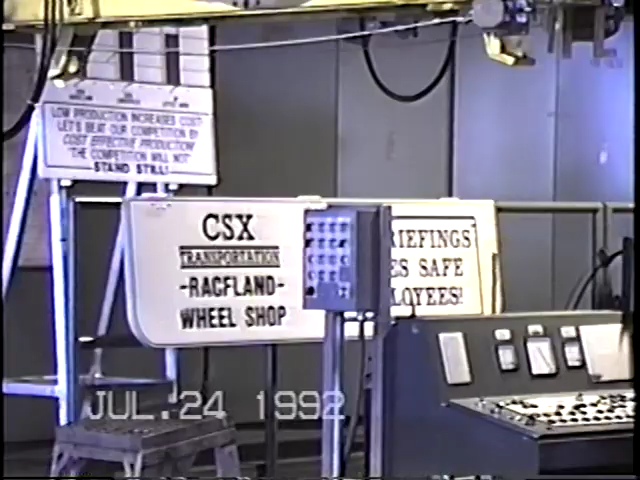 LOW PRODUCTION INCREASES COST
LET'S BEAT OUR COMPETITION BY
COST EFFECTIVE PRODUCTION
THE COMPETITION WILL NOT
STAND STILL!
CSX
TRANSPORTATION
-RACELAND-
WHEEL SHOP
RIEFINGS
ES SAFE
LOYEES!
JUL. 24 1992